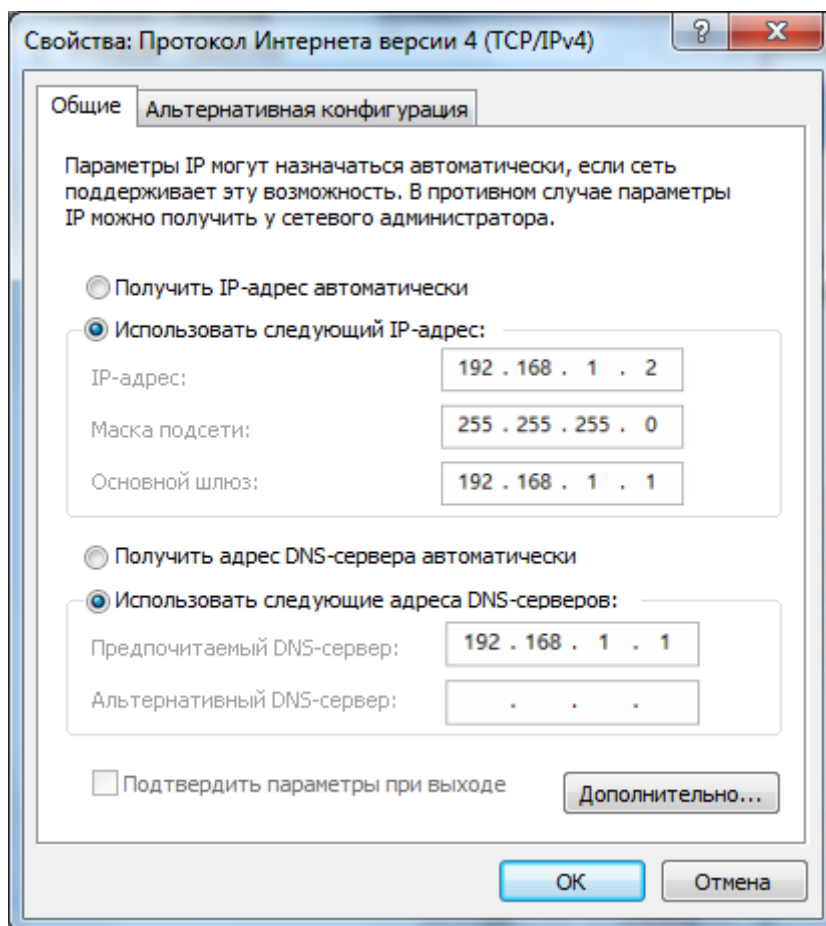 Свойства: Протокол Интернета версии 4 (TCP/IPv4)
Общие
Альтернативная конфигурация
Параметры IP могут назначаться автоматически, если сеть
поддерживает эту возможность. В противном случае параметры
IP можно получить у сетевого администратора.
Получить IP-адрес автоматически
Использовать следующий IP-адрес:
IP-адрес: 192 . 168 . 1 . 2
Маска подсети: 255 . 255 . 255 . 0
Основной шлюз: 192 . 168 . 1 . 1
Получить адрес DNS-сервера автоматически
Использовать следующие адреса DNS-серверов:
Предпочитаемый DNS-сервер: 192 . 168 . 1 . 1
Альтернативный DNS-сервер: . . .
Подтвердить параметры при выходе
Дополнительно...
ОК
Отмена